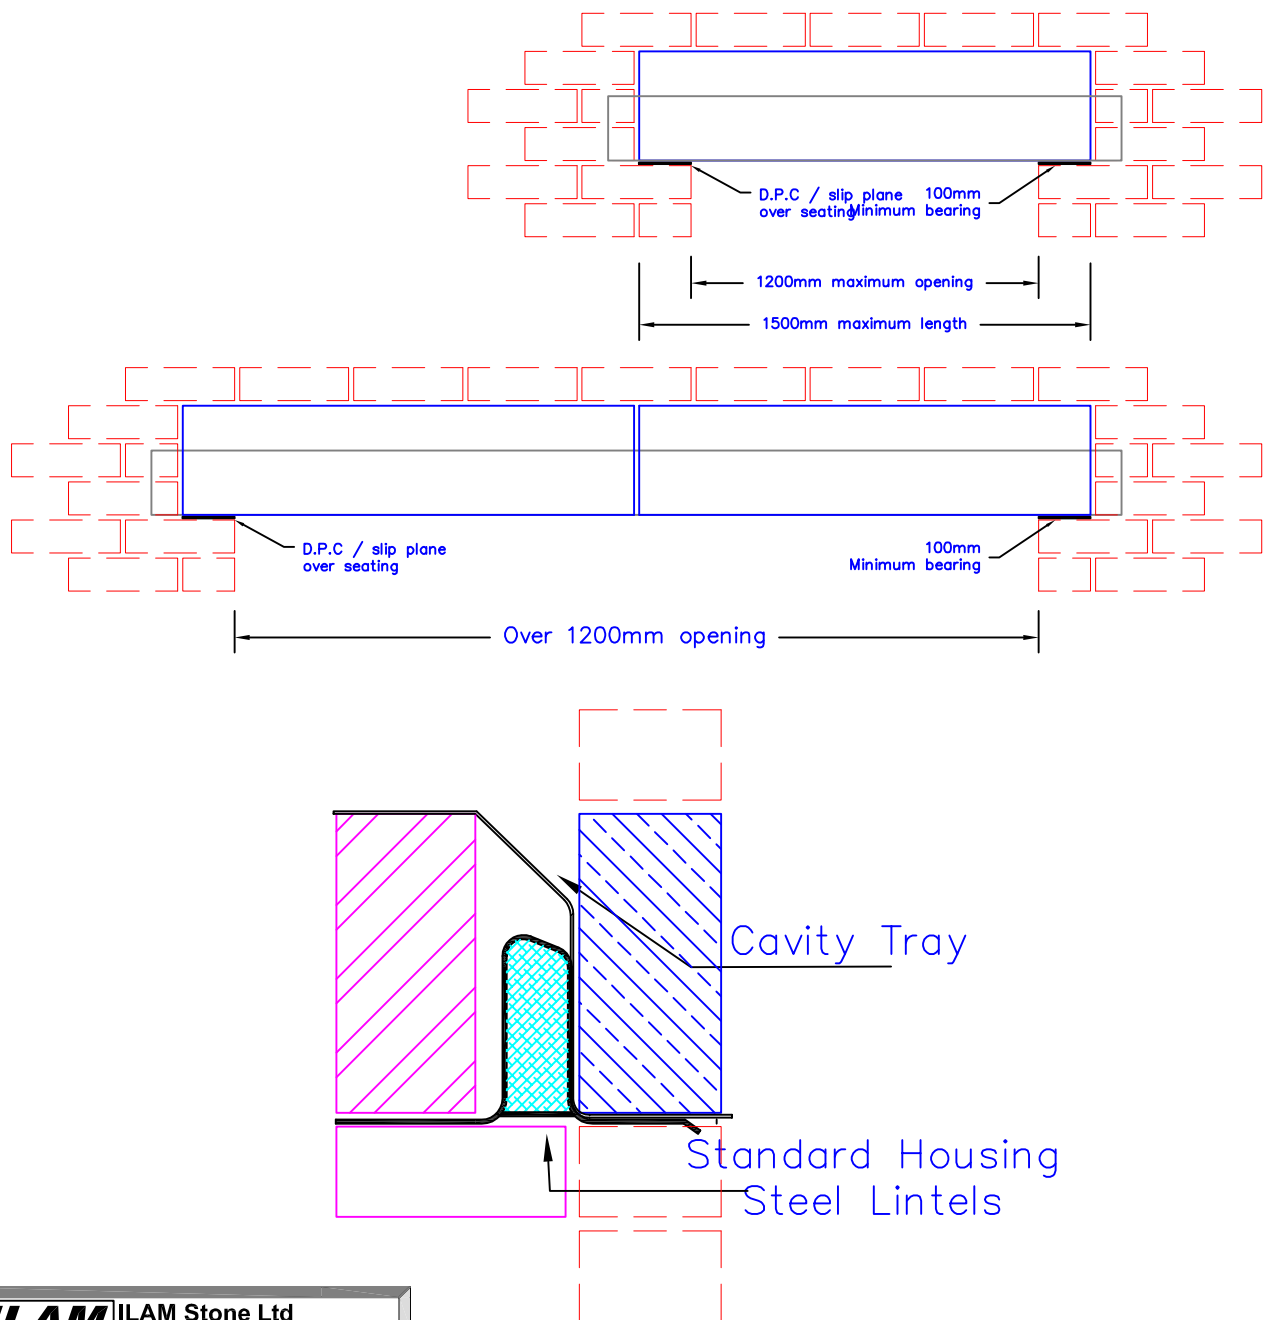 D.P.C / slip plane
over seating
100mm
Minimum bearing
1200mm maximum opening
1500mm maximum length
D.P.C / slip plane
over seating
100mm
Minimum bearing
Over 1200mm opening
Cavity Tray
Standard Housing
Steel Lintels
ILAM
ILAM Stone Ltd